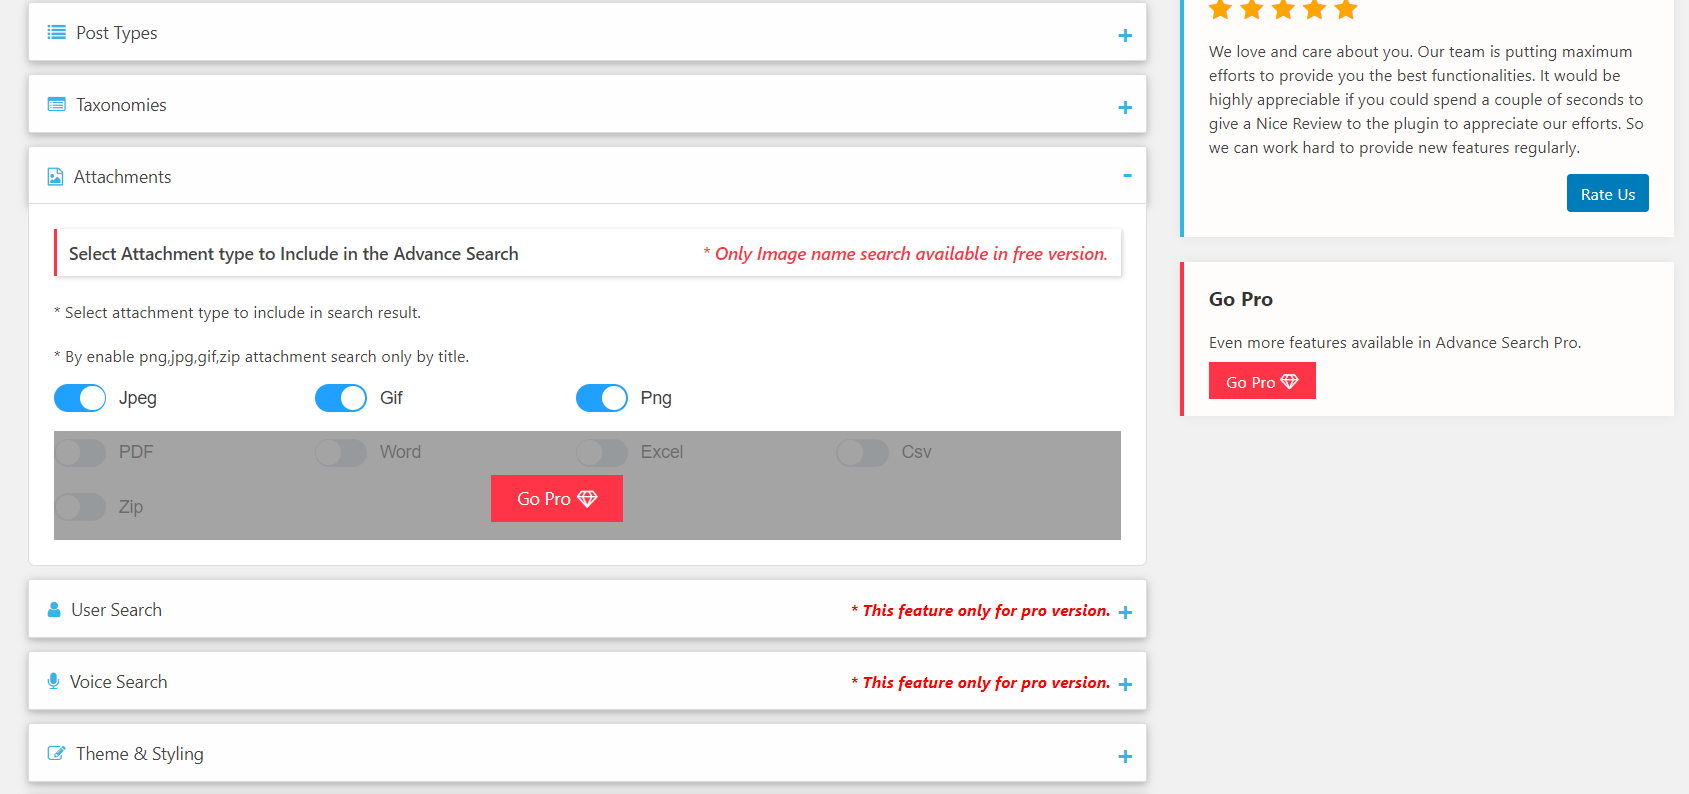 Post Types
Taxonomies
Attachments
Select Attachment type to Include in the Advance Search
* Only Image name search available in free version.
* Select attachment type to include in search result.
* By enable png,jpg,gif,zip attachment search only by title.
Jpeg
Gif
Png
PDF
Word
Excel
Csv
Zip
Go Pro
User Search
* This feature only for pro version.
Voice Search
* This feature only for pro version.
Theme & Styling
We love and care about you. Our team is putting maximum
efforts to provide you the best functionalities. It would be
highly appreciable if you could spend a couple of seconds to
give a Nice Review to the plugin to appreciate our efforts. So
we can work hard to provide new features regularly.
Rate Us
Go Pro
Even more features available in Advance Search Pro.
Go Pro